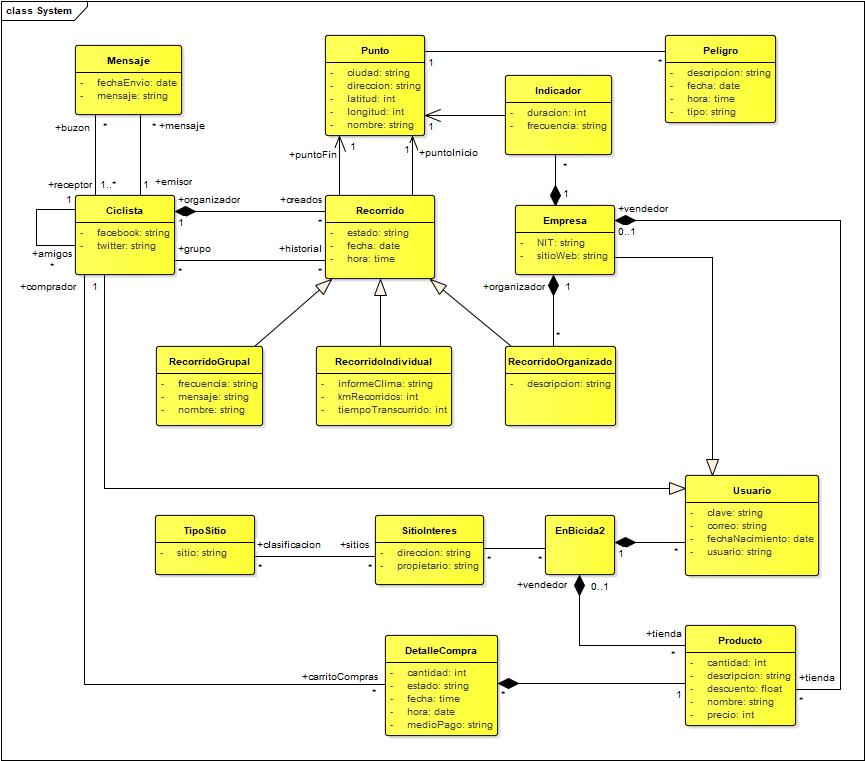 class System
Mensaje
- fechaEnvio: date
- mensaje: string
Punto
- ciudad: string
- direccion: string
- latitud: int
- longitud: int
- nombre: string
1
*
Peligro
- descripcion: string
- fecha: date
- hora: time
- tipo: string
Indicador
- duracion: int
- frecuencia: string
1
+buzon
*
* +mensaje
+puntoFin
1
1
+puntoInicio
*
1
+receptor
1..*
1
+emisor
1
+organizador
1
+creados
*
Ciclista
- facebook: string
- twitter: string
+amigos
*
+grupo
*
+historial
*
Recorrido
- estado: string
- fecha: date
- hora: time
Empresa
- NIT: string
- sitioWeb: string
+vendedor
0..1
+comprador
1
+organizador
1
*
RecorridoGrupal
- frecuencia: string
- mensaje: string
- nombre: string
RecorridoIndividual
- informeClima: string
- kmRecorridos: int
- tiempoTranscurrido: int
RecorridoOrganizado
- descripcion: string
Usuario
- clave: string
- correo: string
- fechaNacimiento: date
- usuario: string
TipoSitio
- sitio: string
+clasificacion
*
+sitios
*
SitioInteres
- direccion: string
- propietario: string
*
*
EnBicida2
1
*
+vendedor
0..1
+tienda
*
DetalleCompra
- cantidad: int
- estado: string
- fecha: time
- hora: date
- medioPago: string
+carritoCompras
*
*
1
Producto
- cantidad: int
- descripcion: string
- descuento: float
- nombre: string
- precio: int
+tienda
*